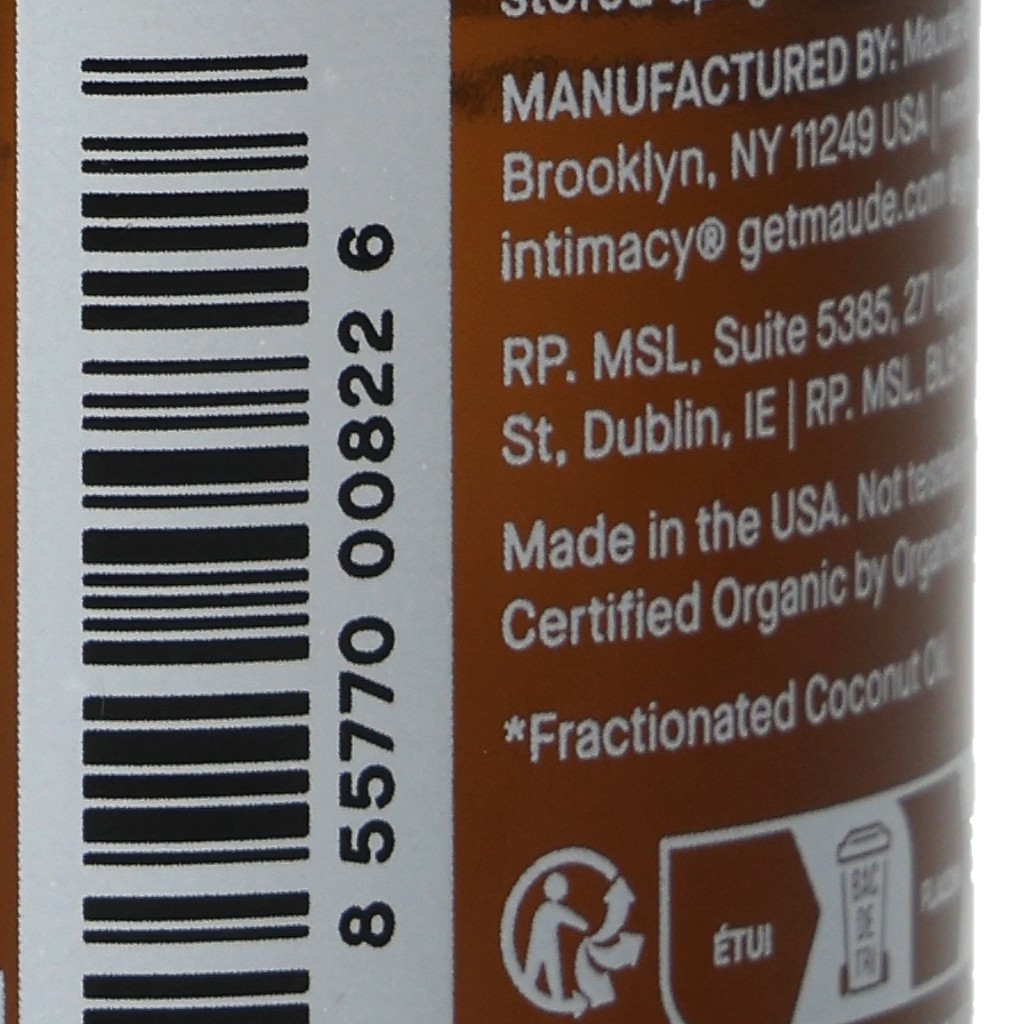 8 55770 00822 6
MANUFACTURED BY:
Brooklyn, NY 11249 USA |
intimacy® getmaude.com
RP. MSL, Suite 5385, 27
St, Dublin, IE | RP. MSL,
Made in the USA. Not
Certified Organic by
*Fractionated Coconut
ÉTUI
BAC
DE
TRI